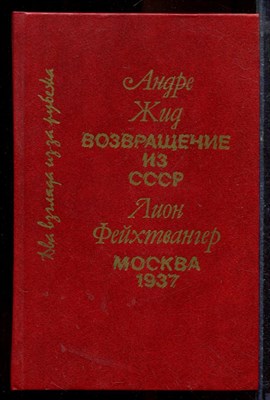 Два взгляда из-за рубежа
Андре
Жид
ВОЗВРАЩЕНИЕ
ИЗ
СССР
Лион
Фейхтвангер
МОСКВА
1937